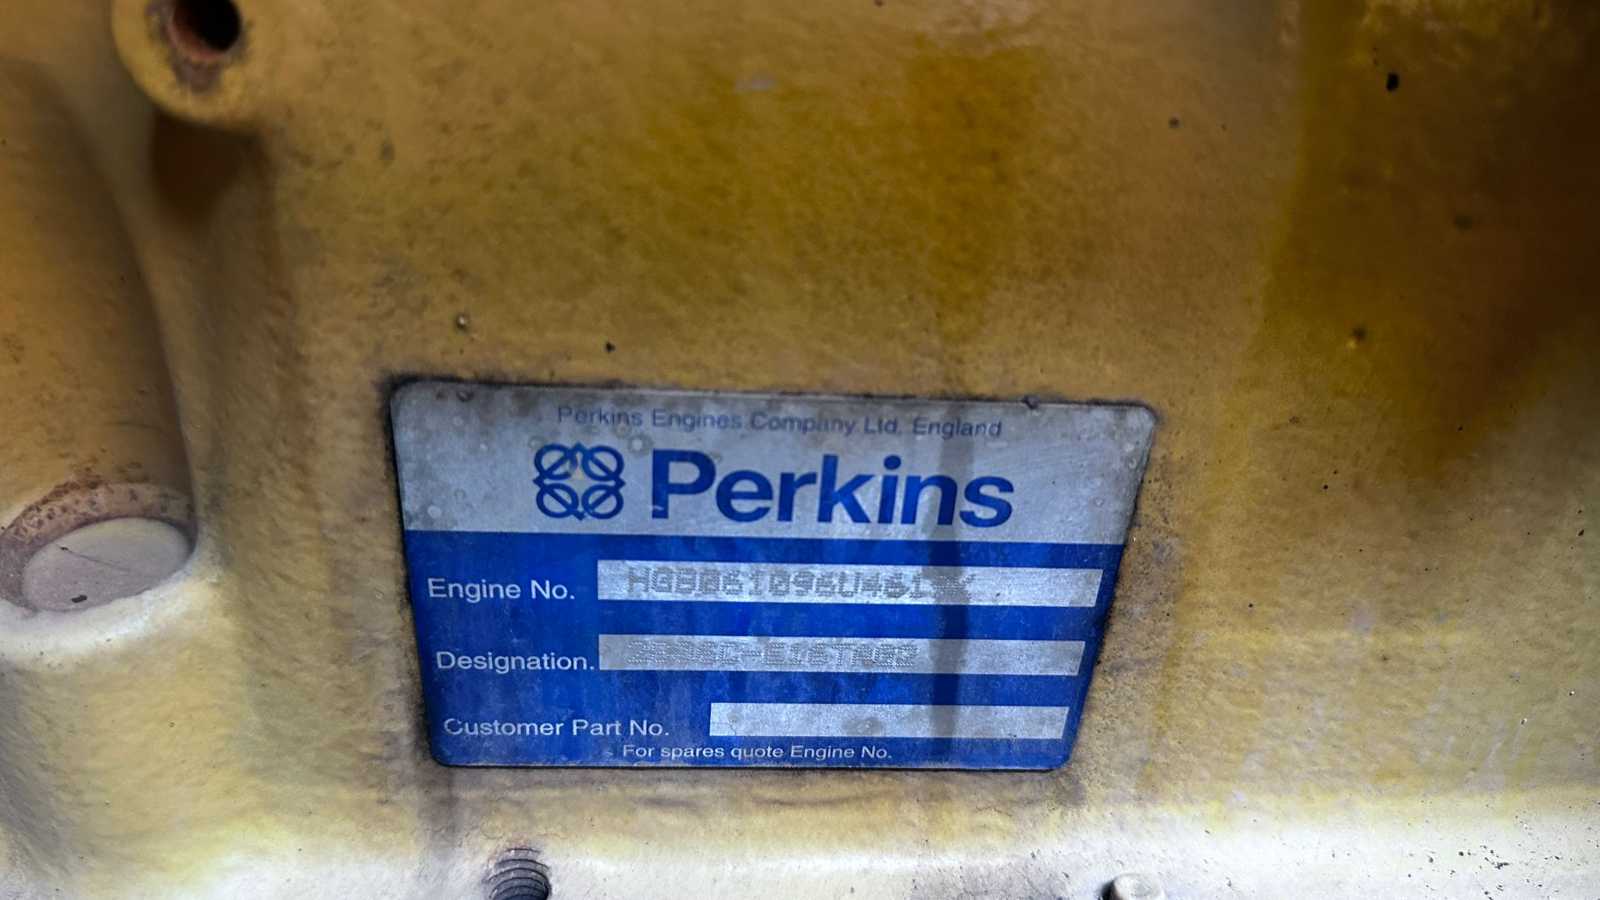 Perkins Engines Company Ltd, England
Perkins
Engine No.
Designation.
Customer Part No.
For spares quote Engine No.